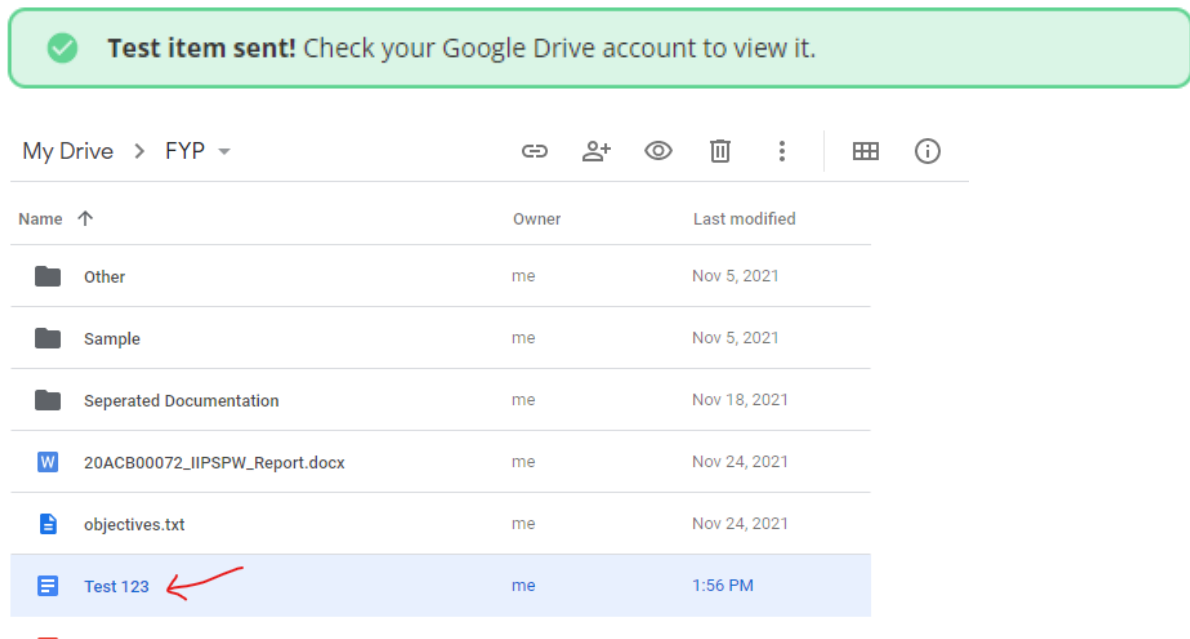 Test item sent! Check your Google Drive account to view it.
My Drive > FYP
Name Owner Last modified
Other me Nov 5, 2021
Sample me Nov 5, 2021
Seperated Documentation me Nov 18, 2021
W 20ACB00072_IIPSPW_Report.docx me Nov 24, 2021
objectives.txt me Nov 24, 2021
Test 123 me 1:56 PM